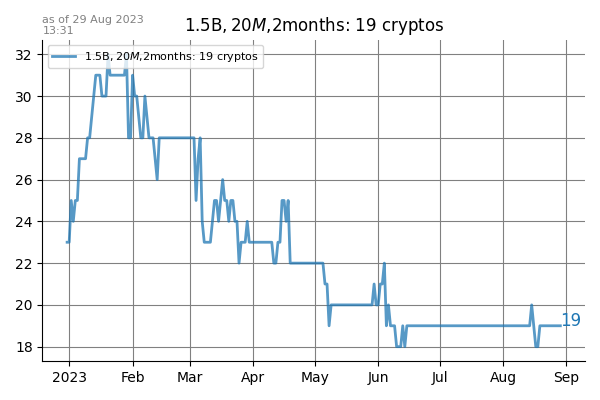 as of 29 Aug 2023
13:31
1.5B, 20M,2months: 19 cryptos
1.5B, 20M,2months: 19 cryptos
32
30
28
26
24
22
20
18
19
2023 Feb Mar Apr May Jun Jul Aug Sep